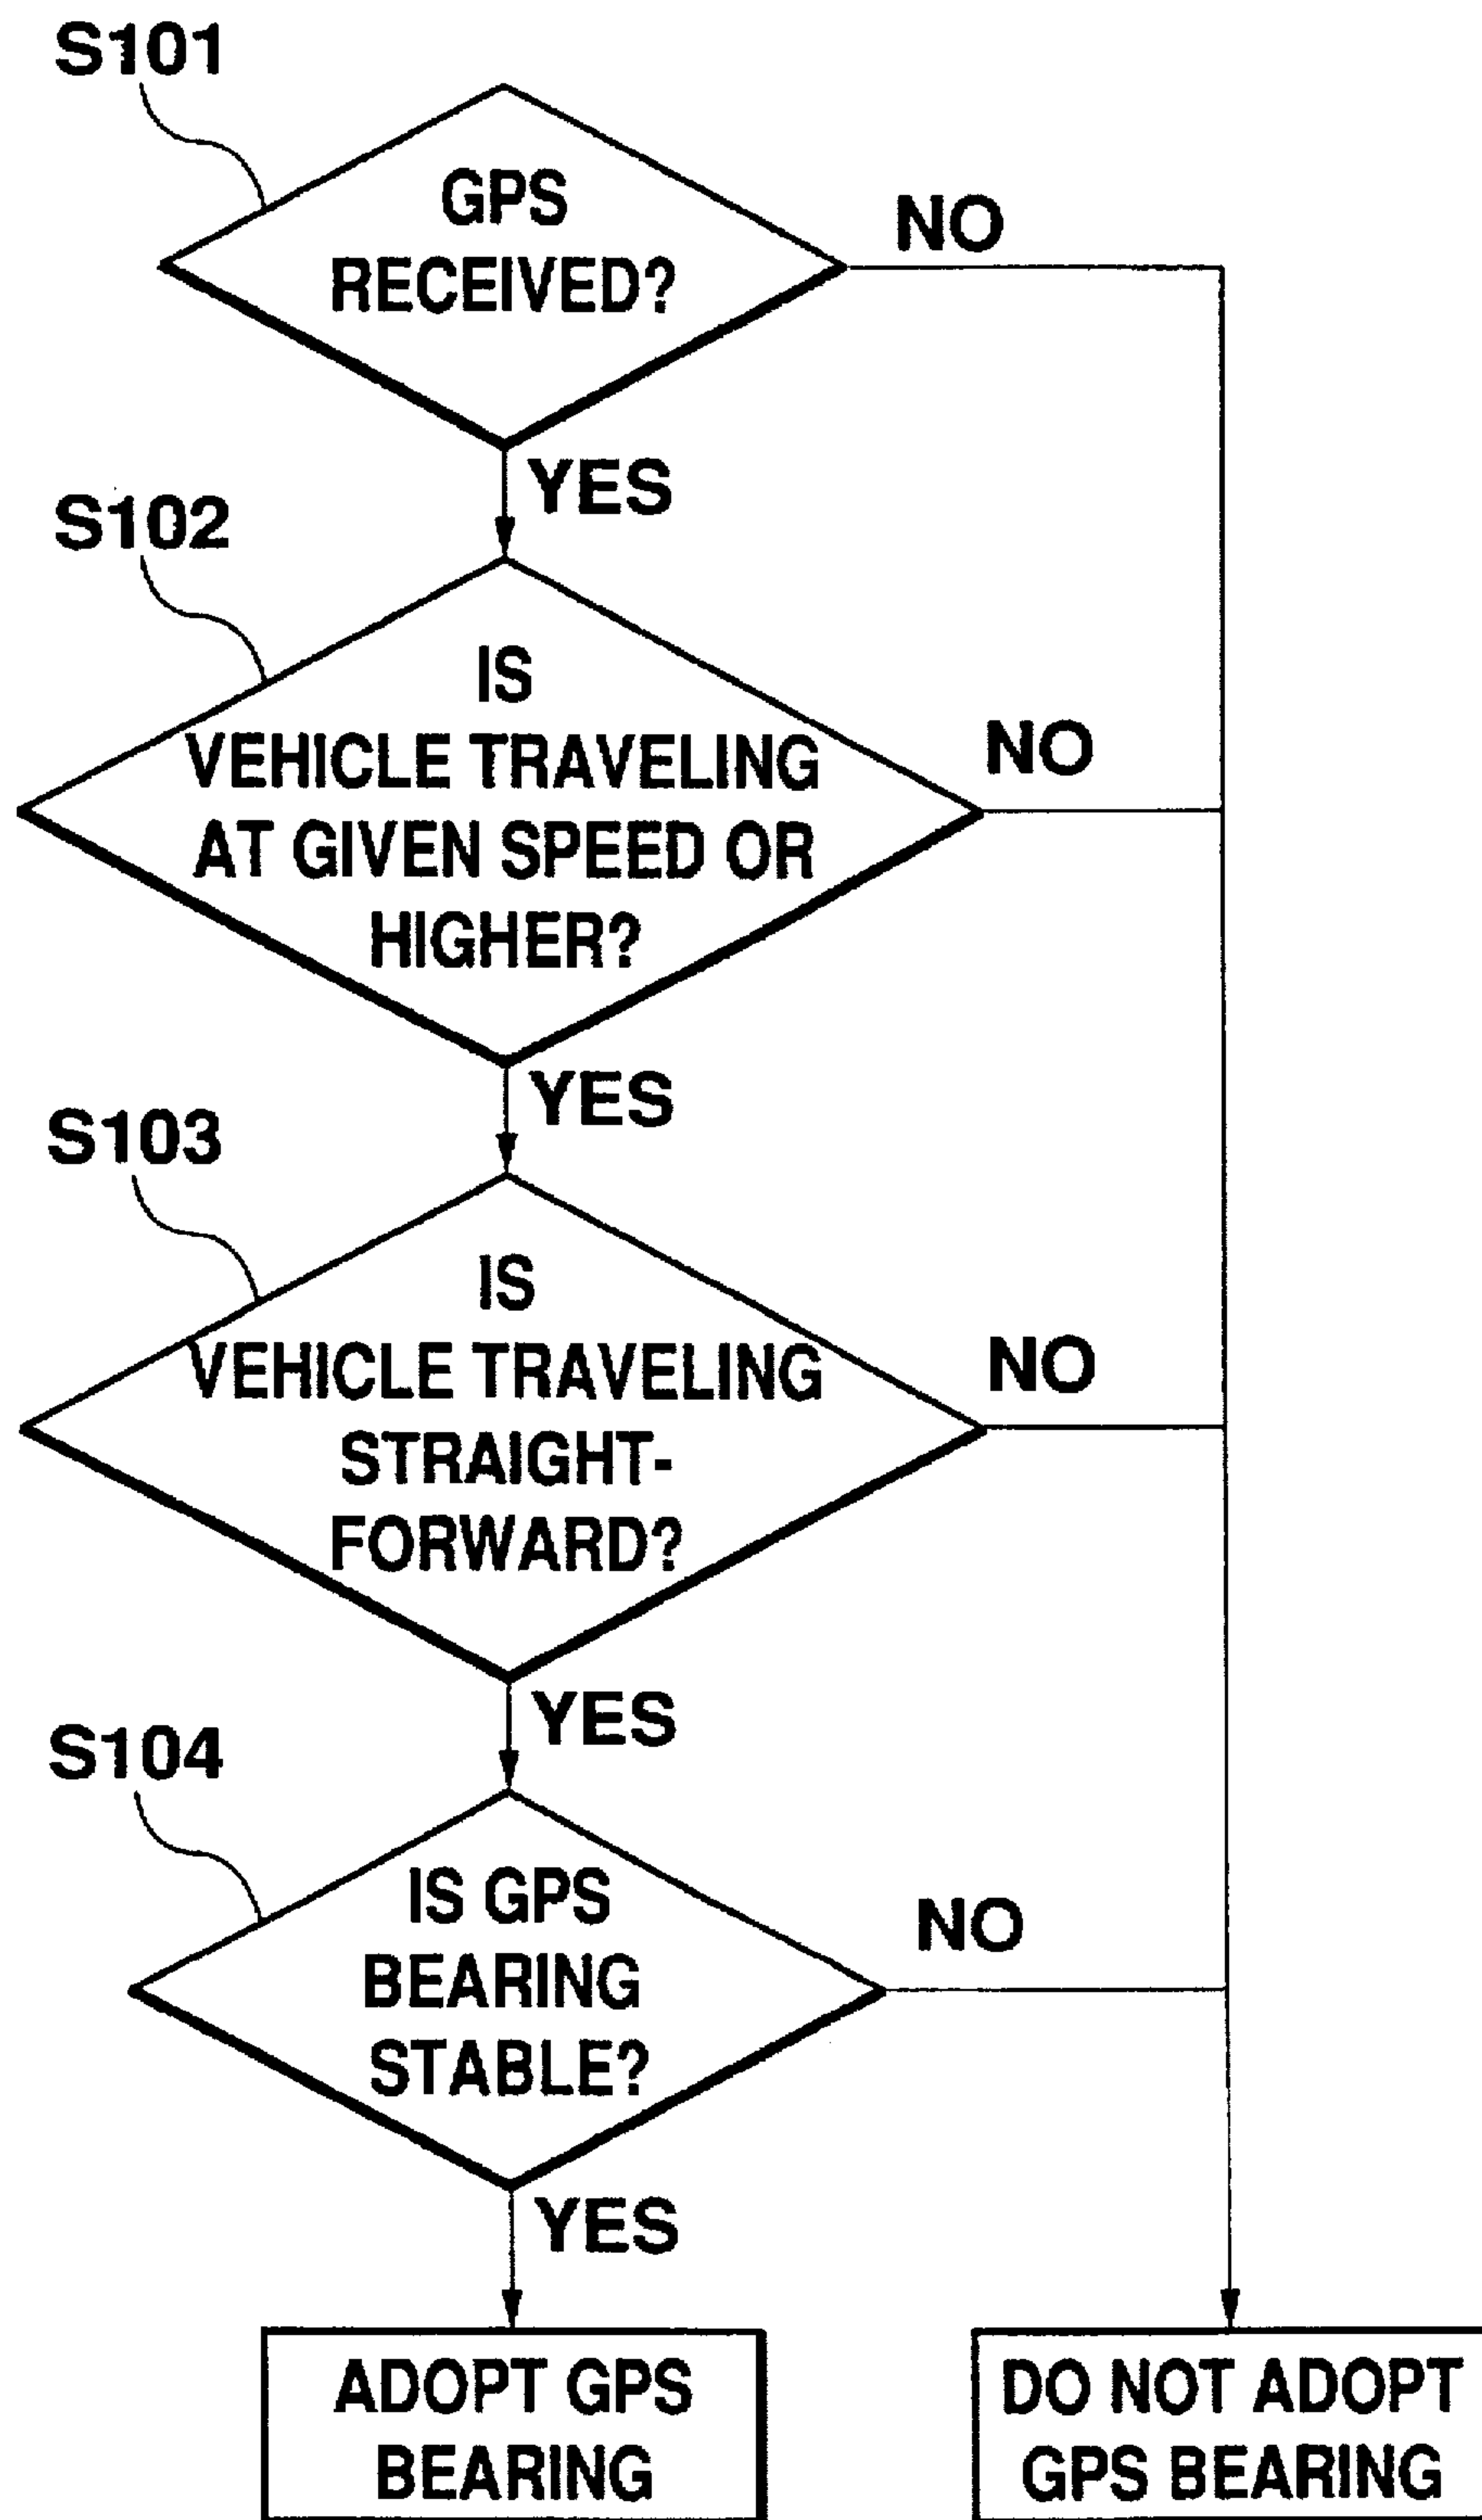 S101
GPS
RECEIVED?
NO
YES
S102
IS
VEHICLE TRAVELING
AT GIVEN SPEED OR
HIGHER?
NO
YES
S103
IS
VEHICLE TRAVELING
STRAIGHT-
FORWARD?
NO
YES
S104
IS GPS
BEARING
STABLE?
NO
YES
ADOPT GPS
BEARING
DO NOT ADOPT
GPS BEARING